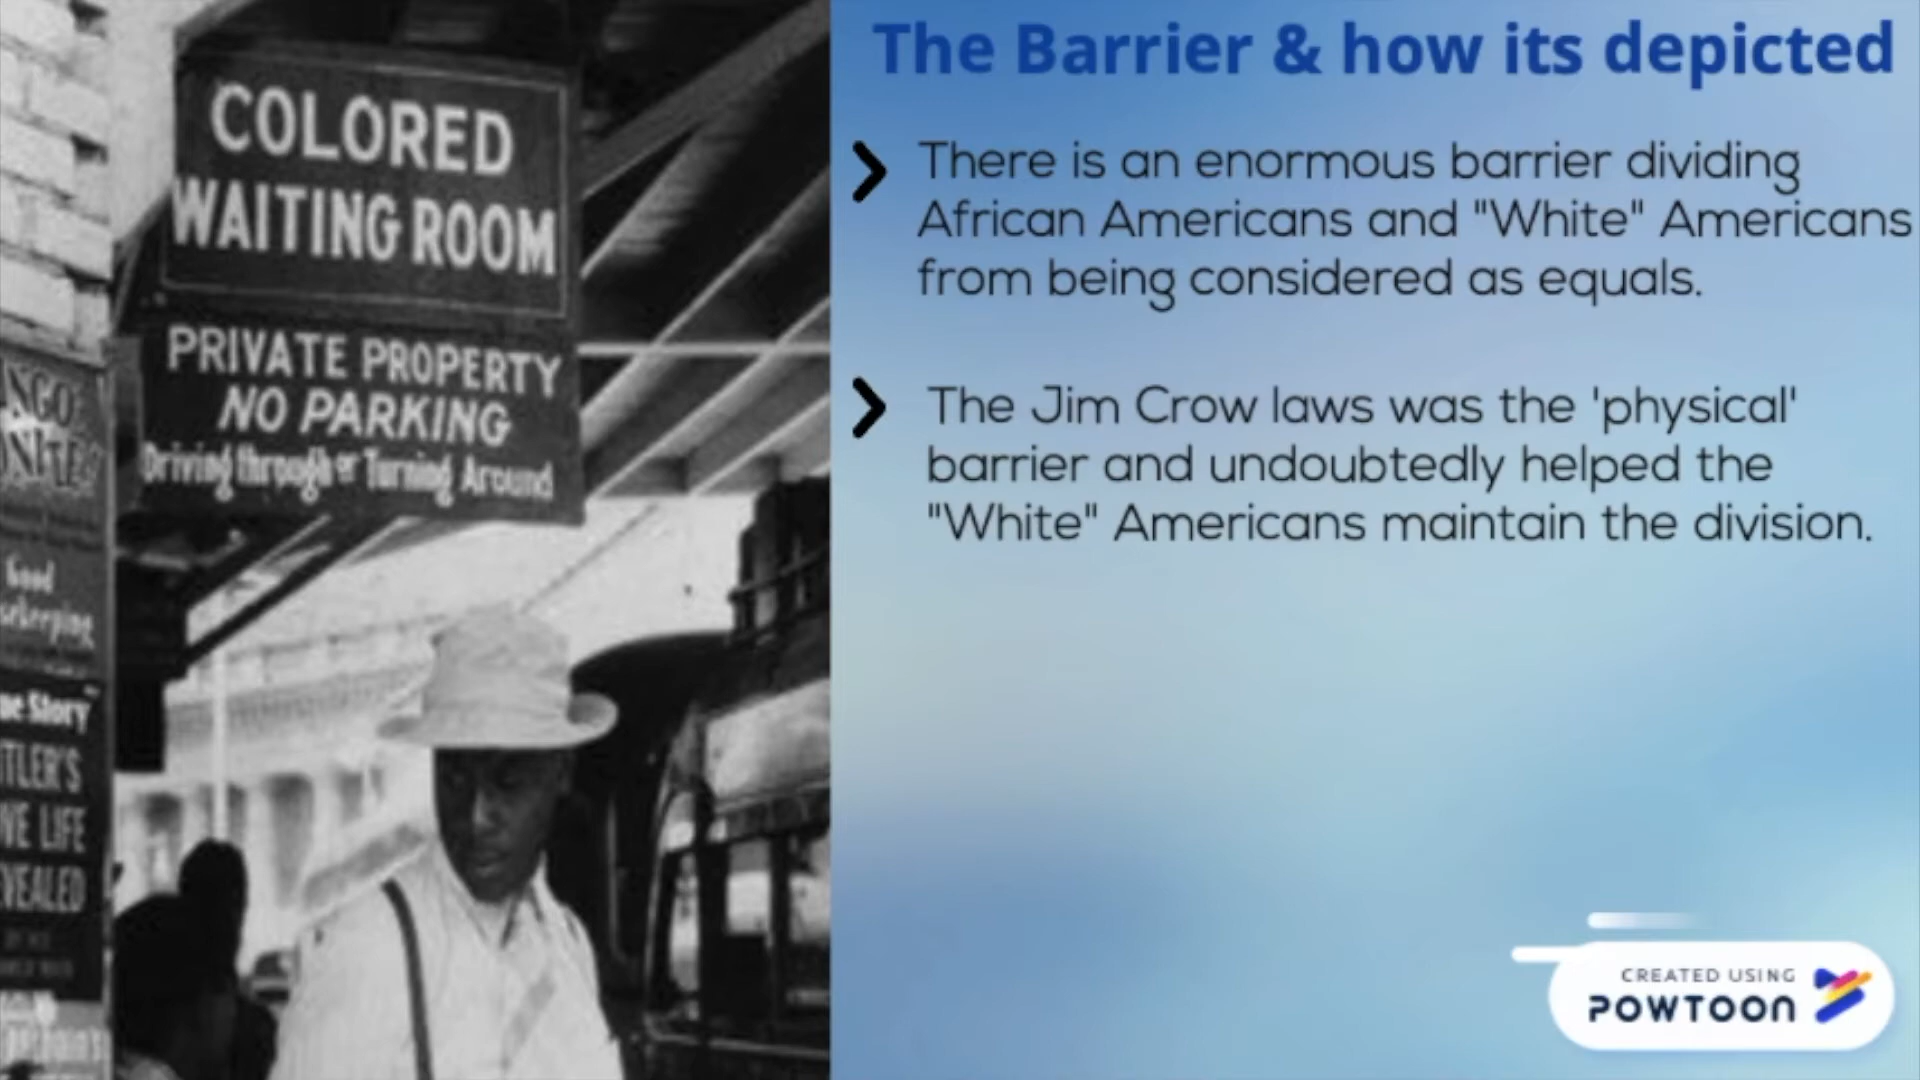 COLORED
WAITING ROOM
PRIVATE PROPERTY
NO PARKING
Driving through or Turning Around
Good
LIFE
The Barrier & how its depicted
There is an enormous barrier dividing
African Americans and "White" Americans
from being considered as equals.
The Jim Crow laws was the 'physical'
barrier and undoubtedly helped the
"White" Americans maintain the division.
CREATED USING
POWTOON